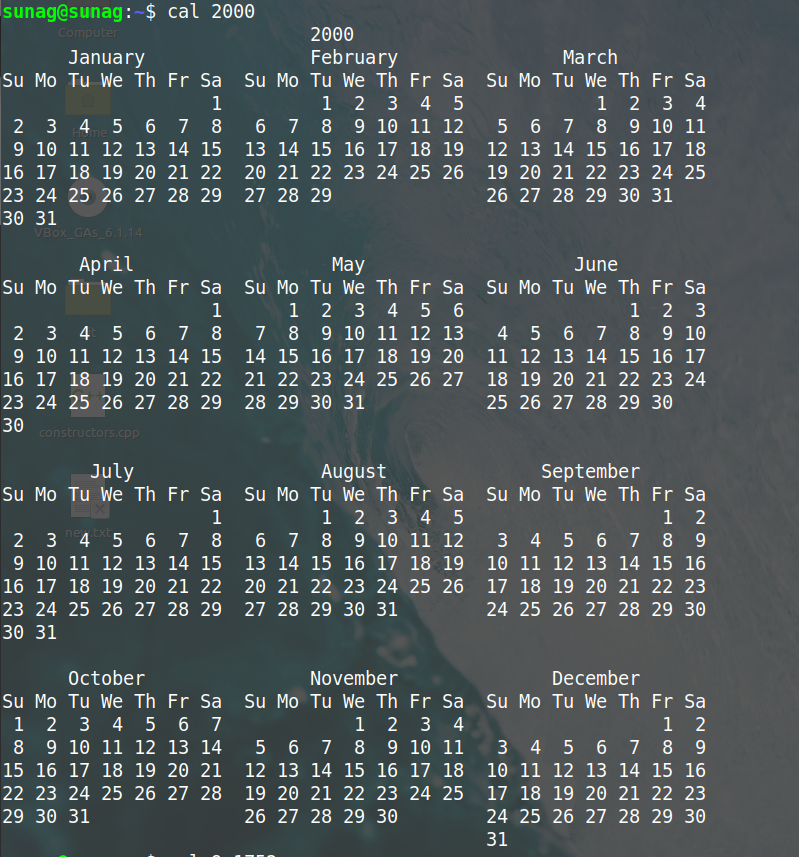 sunag@sunag:~$ cal 2000
Computer
                            2000
      January               February               March
Su Mo Tu We Th Fr Sa  Su Mo Tu We Th Fr Sa  Su Mo Tu We Th Fr Sa
                   1         1  2  3  4  5            1  2  3  4
 2  3  4  5  6  7  8   6  7  8  9 10 11 12   5  6  7  8  9 10 11
Home
 9 10 11 12 13 14 15  13 14 15 16 17 18 19  12 13 14 15 16 17 18
16 17 18 19 20 21 22  20 21 22 23 24 25 26  19 20 21 22 23 24 25
23 24 25 26 27 28 29  27 28 29              26 27 28 29 30 31
30 31
VBox_GAs_6.1.14
       April                  May                   June
Su Mo Tu We Th Fr Sa  Su Mo Tu We Th Fr Sa  Su Mo Tu We Th Fr Sa
                   1      1  2  3  4  5  6               1  2  3
 2  3  4  5  6  7  8   7  8  9 10 11 12 13   4  5  6  7  8  9 10
 9 10 11 12 13 14 15  14 15 16 17 18 19 20  11 12 13 14 15 16 17
16 17 18 19 20 21 22  21 22 23 24 25 26 27  18 19 20 21 22 23 24
23 24 25 26 27 28 29  28 29 30 31           25 26 27 28 29 30
30
constructors.cpp
        July                 August              September
Su Mo Tu We Th Fr Sa  Su Mo Tu We Th Fr Sa  Su Mo Tu We Th Fr Sa
                   1         1  2  3  4  5                  1  2
new.txt
 2  3  4  5  6  7  8   6  7  8  9 10 11 12   3  4  5  6  7  8  9
 9 10 11 12 13 14 15  13 14 15 16 17 18 19  10 11 12 13 14 15 16
16 17 18 19 20 21 22  20 21 22 23 24 25 26  17 18 19 20 21 22 23
23 24 25 26 27 28 29  27 28 29 30 31        24 25 26 27 28 29 30
30 31
      October               November              December
Su Mo Tu We Th Fr Sa  Su Mo Tu We Th Fr Sa  Su Mo Tu We Th Fr Sa
 1  2  3  4  5  6  7            1  2  3  4                  1  2
 8  9 10 11 12 13 14   5  6  7  8  9 10 11   3  4  5  6  7  8  9
15 16 17 18 19 20 21  12 13 14 15 16 17 18  10 11 12 13 14 15 16
22 23 24 25 26 27 28  19 20 21 22 23 24 25  17 18 19 20 21 22 23
29 30 31              26 27 28 29 30        24 25 26 27 28 29 30
                                            31